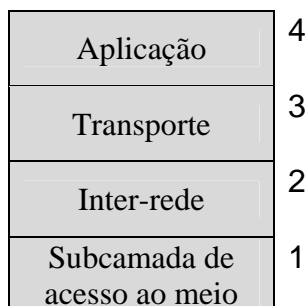 Aplicação 4
Transporte 3
Inter-rede 2
Subcamada de 1
acesso ao meio